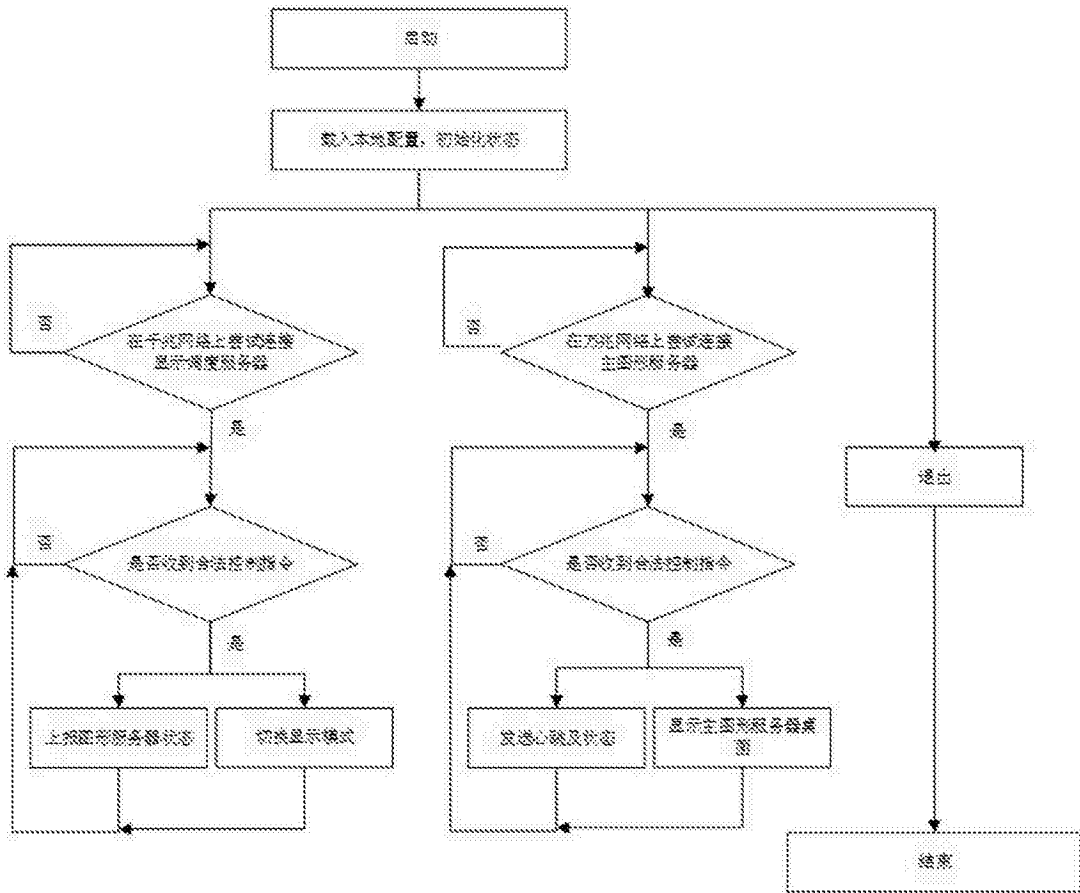 启动
载入本地配置，初始化状态
否
在千兆网络上尝试连接
显示调度服务器
是
否
是否收到合法控制指令
是
上报图形服务器状态
切换显示模式
否
在万兆网络上尝试连接
主图形服务器
是
否
是否收到合法控制指令
是
发送心跳及状态
显示主图形服务器桌
面
退出
结束